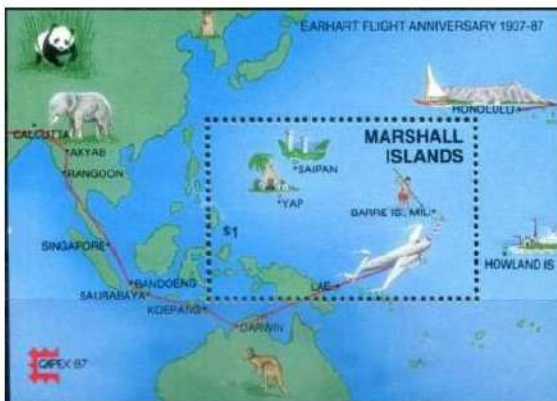 EARHART FLIGHT ANNIVERSARY 1937-87
HONOLULU
CALCUTTA
AKYAB
RANGOON
MARSHALL
ISLANDS
SAIPAN
YAP
BARRE IS. MILI
$1
SINGAPORE
HOWLAND IS
BANDOENG
SAURABAYA
LAE
KOEPANG
DARWIN
CAPEX '87